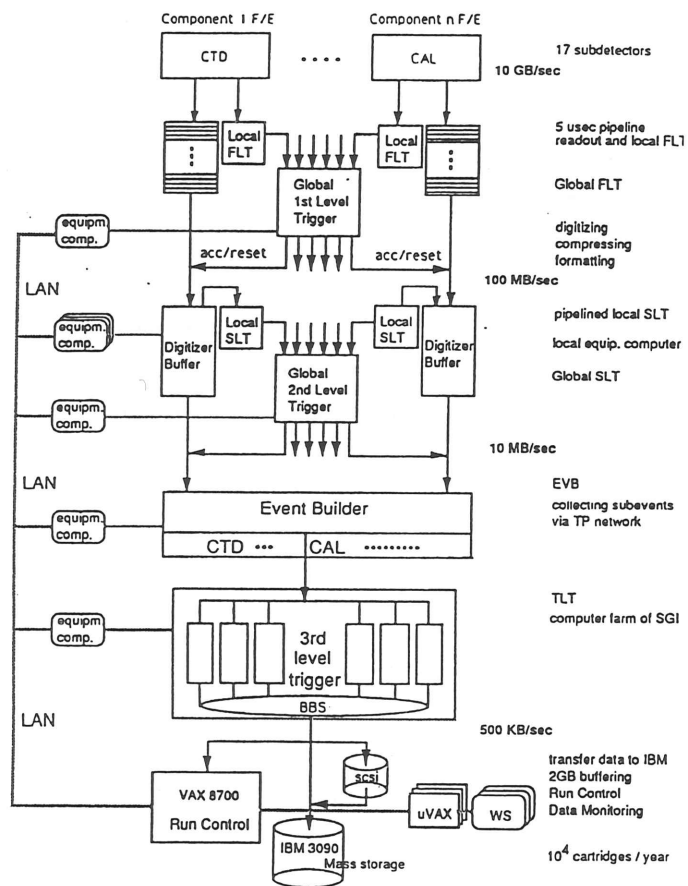 Component 1 F/E
Component n F/E
CTD
CAL
17 subdetectors
10 GB/sec
Local
FLT
Local
FLT
5 usec pipeline
readout and local FLT
Global
1st Level
Trigger
Global FLT
equipm.
comp.
acc/reset
acc/reset
digitizing
compressing
formatting
100 MB/sec
LAN
equipm.
comp.
Digitizer
Buffer
Local
SLT
Local
SLT
Digitizer
Buffer
pipelined local SLT
local equip. computer
Global
2nd Level
Trigger
Global SLT
equipm.
comp.
10 MB/sec
LAN
equipm.
comp.
Event Builder
CTD ... CAL .........
EVB
collecting subevents
via TP network
TLT
computer farm of SGI
equipm.
comp.
3rd
level
trigger
BBS
LAN
500 KB/sec
scsi
transfer data to IBM
2GB buffering
Run Control
Data Monitoring
VAX 8700
Run Control
uVAX
WS
IBM 3090
Mass storage
10^4 cartridges / year